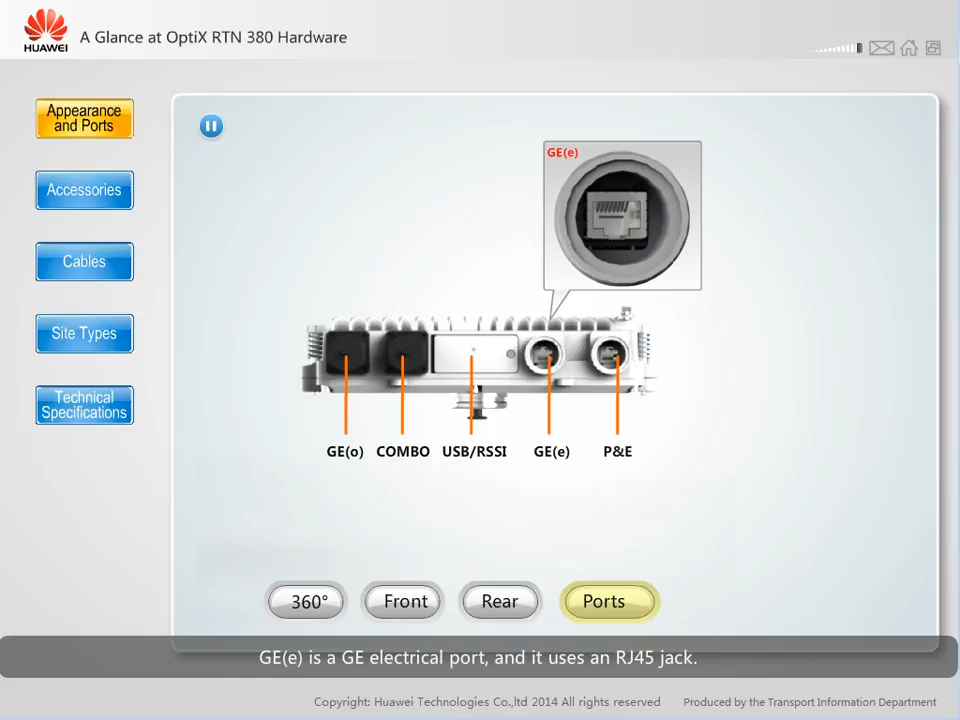 HUAWEI
A Glance at OptiX RTN 380 Hardware
Appearance
and Ports
Accessories
Cables
Site Types
Technical
Specifications
GE(e)
GE(o) COMBO USB/RSSI GE(e) P&E
360° Front Rear Ports
GE(e) is a GE electrical port, and it uses an RJ45 jack.
Copyright: Huawei Technologies Co.,ltd 2014 All rights reserved Produced by the Transport Information Department